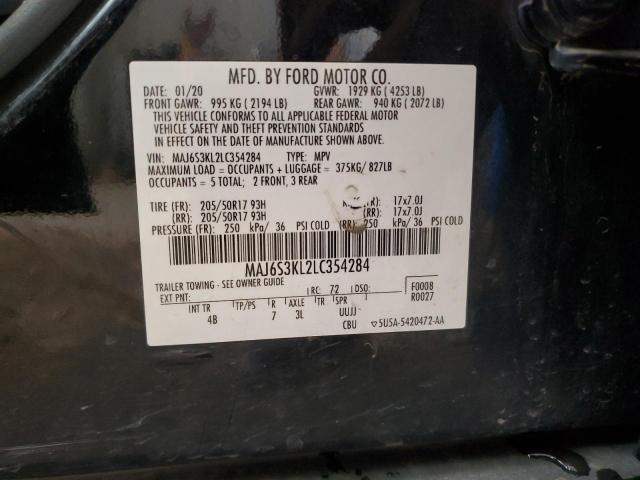 MFD. BY FORD MOTOR CO.
DATE: 01/20 GVWR: 1929 KG ( 4253 LB)
FRONT GAWR: 995 KG ( 2194 LB) REAR GAWR: 940 KG ( 2072 LB)
THIS VEHICLE CONFORMS TO ALL APPLICABLE FEDERAL MOTOR
VEHICLE SAFETY AND THEFT PREVENTION STANDARDS
IN EFFECT ON THE DATE OF MANUFACTURE SHOWN ABOVE.
VIN: MAJ6S3KL2LC354284 TYPE: MPV
MAXIMUM LOAD = OCCUPANTS + LUGGAGE = 375KG/ 827LB
OCCUPANTS = 5 TOTAL; 2 FRONT, 3 REAR
TIRE (FR): 205/50R17 93H 17x7.0J
(RR): 205/50R17 93H (RR): 17x7.0J
PRESSURE (FR): 250 kPa/ 36 PSI COLD (RR): 250 kPa/ 36 PSI COLD
MAJ6S3KL2LC354284
TRAILER TOWING - SEE OWNER GUIDE
EXT PNT: RC: 72 DSO: F0008
R0027
INT TR TP/PS R AXLE TR SPR
4B 7 3L UUJJ
CBU 5U5A-5420472-AA